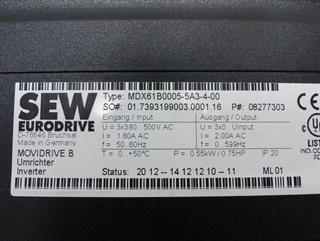 Type: MDX61B0005-5A3-4-00
SO#: 01.7393199003.0001.16 P#: 08277303
SEW
EURODRIVE
D-76646 Bruchsal
Made in Germany
MOVIDRIVE B
Umrichter
Inverter
Eingang / Input
U = 3x380...500V AC
I = 1,80A AC
f = 50..60Hz
T = 0...+50°C
Ausgang / Output
U = 3x0...Uinput
I = 2,00A AC
f = 0...599Hz
P = 0.55kW / 0.75HP IP 20
Status: 20 12 -- 14 12 12 10 - 11 ML 01
LIST
IND.CO